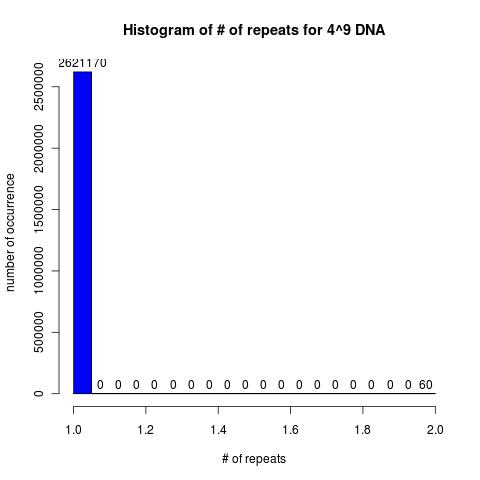 Histogram of # of repeats for 4^9 DNA
2621170
number of occurrence
2500000
2000000
1500000
1000000
500000
0
0 0 0 0 0 0 0 0 0 0 0 0 0 0 0 0 0 0 60
1.0 1.2 1.4 1.6 1.8 2.0
# of repeats